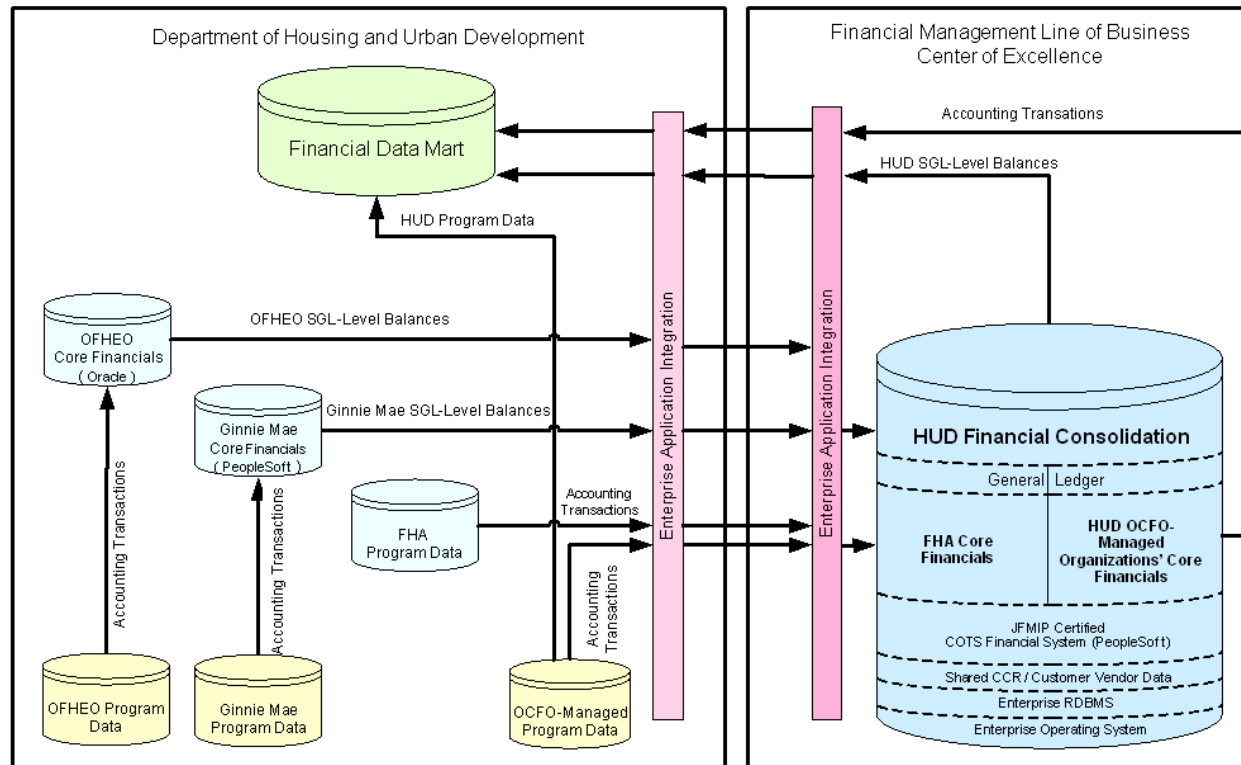 Department of Housing and Urban Development
Financial Management Line of Business
Center of Excellence
Financial Data Mart
Accounting Transations
HUD SGL-Level Balances
HUD Program Data
Enterprise Application Integration
Enterprise Application Integration
OFHEO SGL-Level Balances
OFHEO
Core Financials
( Oracle )
Ginnie Mae SGL-Level Balances
Ginnie Mae
Core Financials
( PeopleSoft )
Accounting Transactions
Accounting Transactions
FHA
Program Data
Accounting
Transactions
Accounting
Transactions
OFHEO Program
Data
Ginnie Mae
Program Data
OCFO-Managed
Program Data
HUD Financial Consolidation
General Ledger
FHA Core
Financials
HUD OCFO-
Managed
Organizations' Core
Financials
JFMIP Certified
COTS Financial System (PeopleSoft)
Shared CCR / Customer Vendor Data
Enterprise RDBMS
Enterprise Operating System